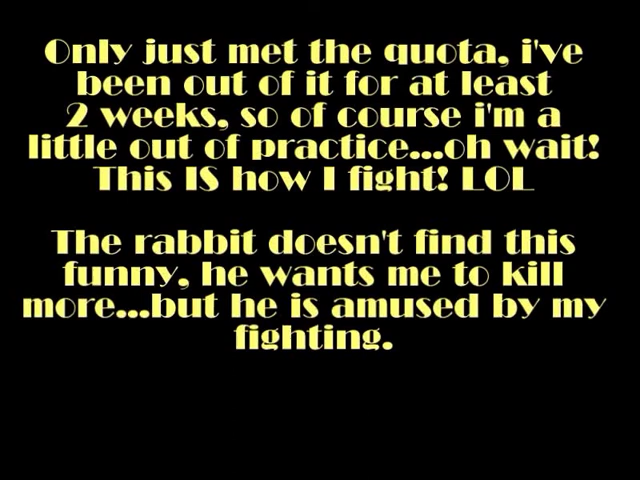 Only just met the quota, i've
been out of it for at least
2 weeks, so of course i'm a
little out of practice...oh wait!
This IS how I fight! LOL
The rabbit doesn't find this
funny, he wants me to kill
more...but he is amused by my
fighting.